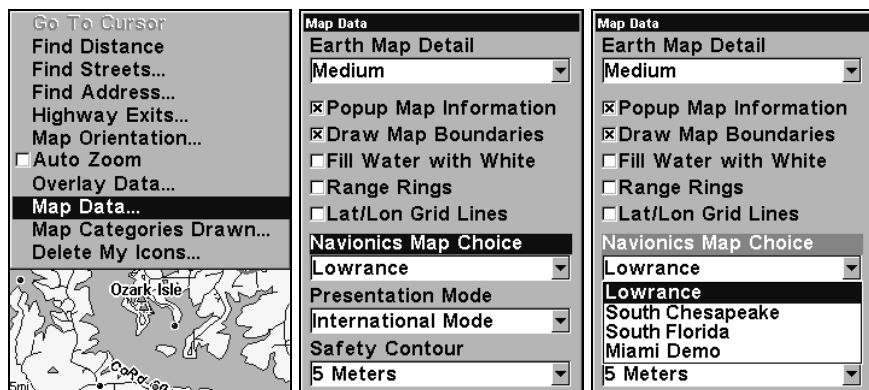 Go To Cursor
Find Distance
Find Streets...
Find Address...
Highway Exits...
Map Orientation...
Auto Zoom
Overlay Data...
Map Data...
Map Categories Drawn...
Delete My Icons...
Ozark Isle
5mi
Map Data
Earth Map Detail
Medium
Popup Map Information
Draw Map Boundaries
Fill Water with White
Range Rings
Lat/Lon Grid Lines
Navionics Map Choice
Lowrance
Presentation Mode
International Mode
Safety Contour
5 Meters
Map Data
Earth Map Detail
Medium
Popup Map Information
Draw Map Boundaries
Fill Water with White
Range Rings
Lat/Lon Grid Lines
Navionics Map Choice
Lowrance
Lowrance
South Chesapeake
South Florida
Miami Demo
5 Meters